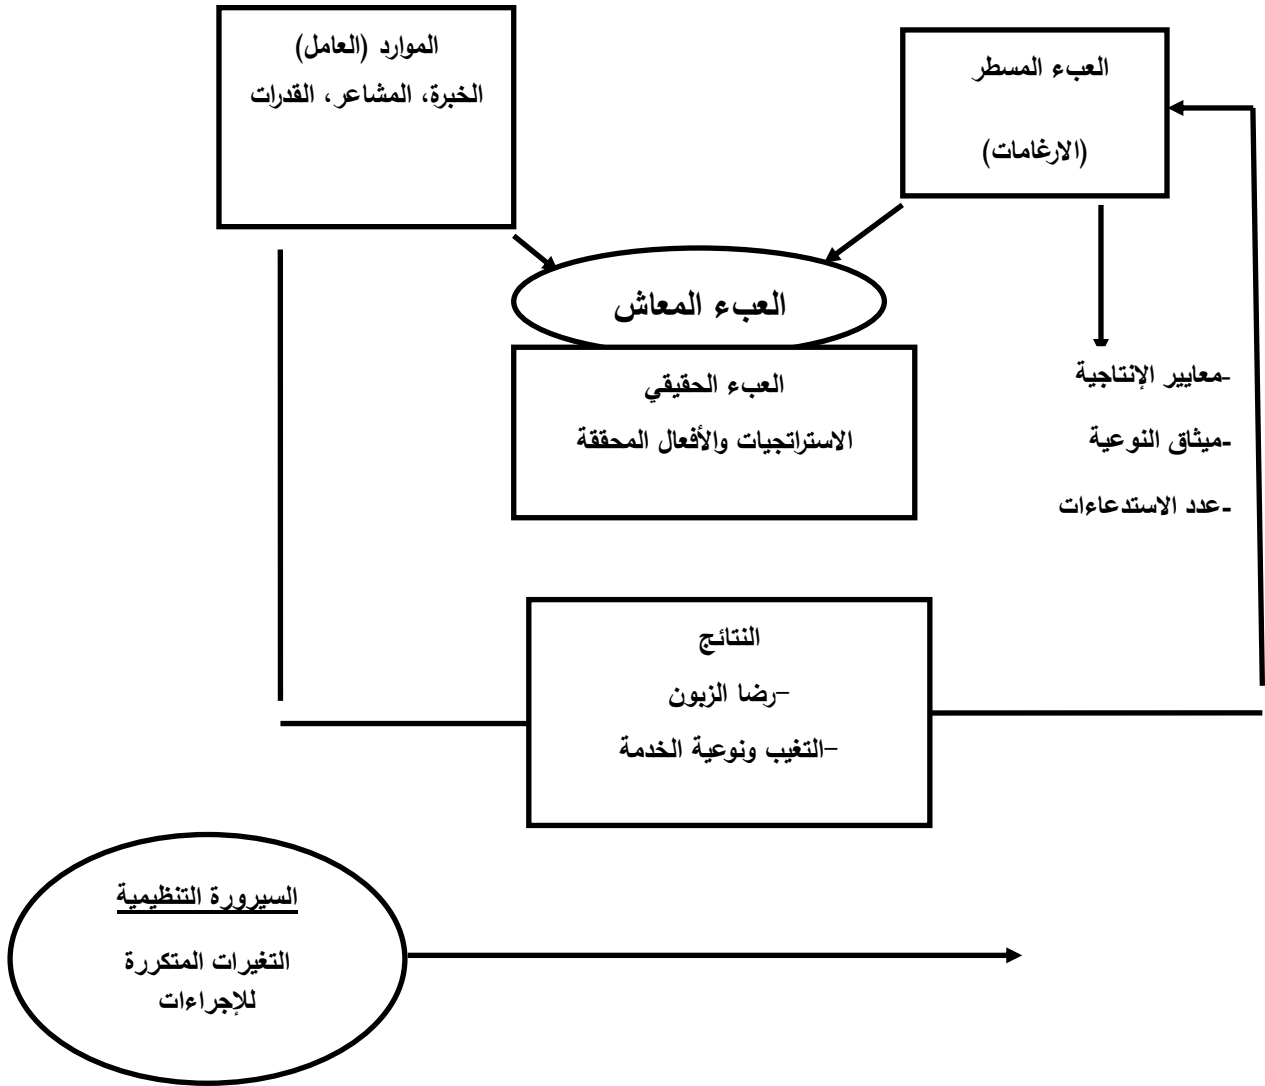 العبء المسطر
(الارغامات)
الموارد (العامل)
الخبرة، المشاعر، القدرات
العبء المعاش
العبء الحقيقي
الاستراتجيات والأفعال المحققة
-معايير الإنتاجية
-ميثاق النوعية
-عدد الاستدعاءات
النتائج
–رضا الزبون
–التغيب ونوعية الخدمة
السيرورة التنظيمية
التغيرات المتكررة
للإجراءات